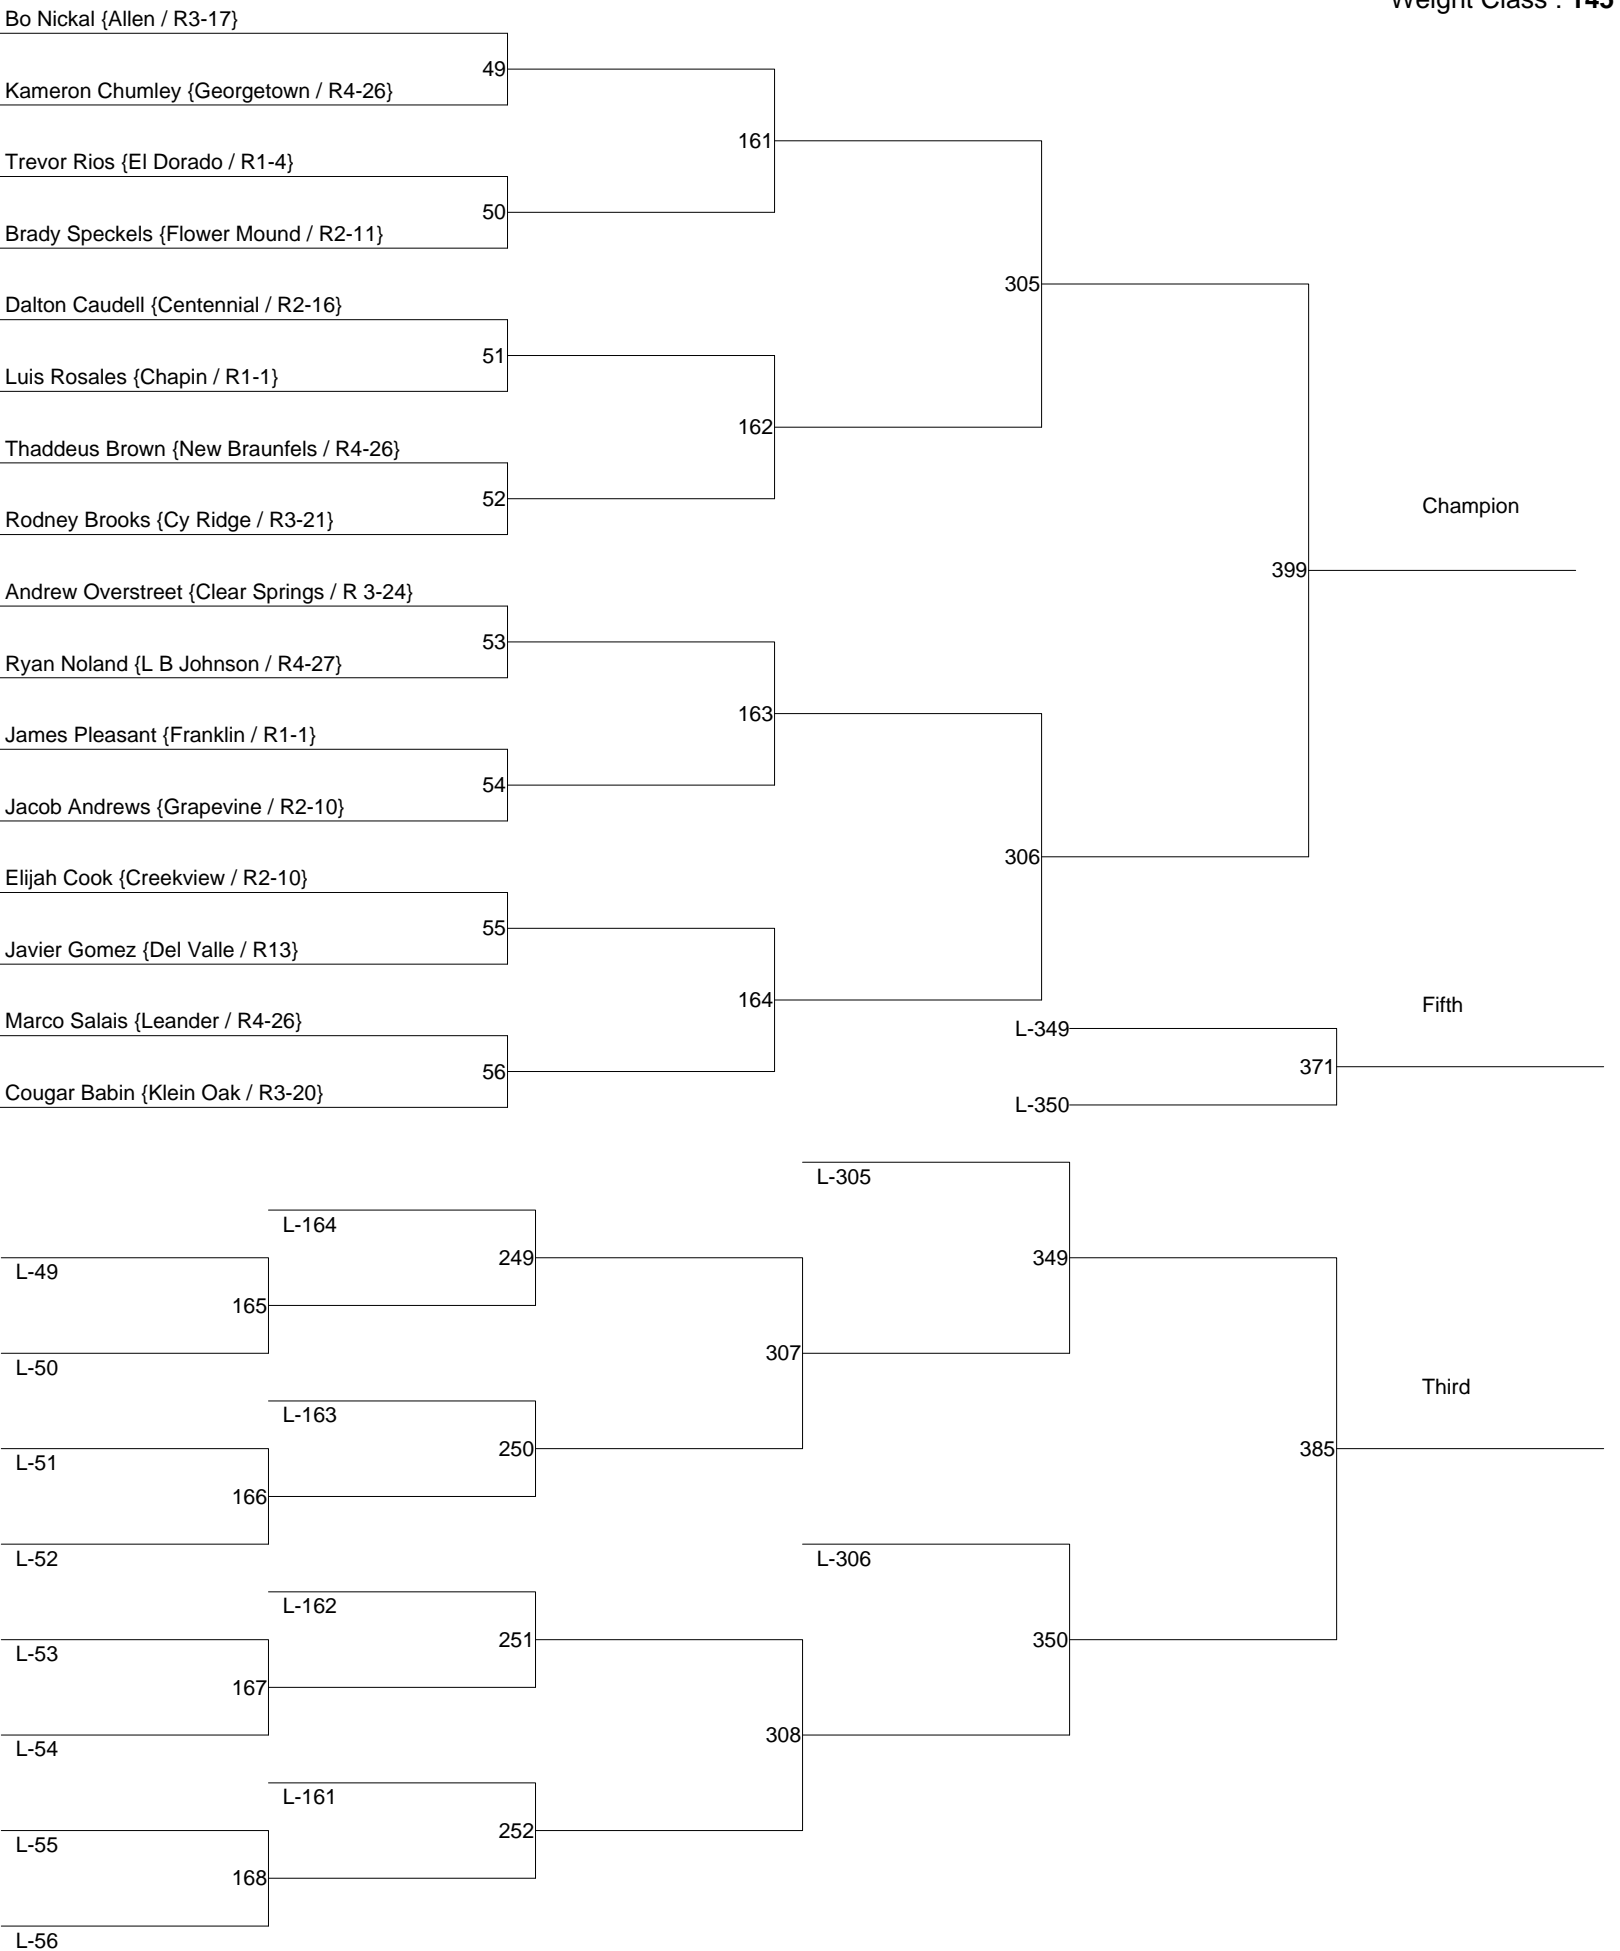 Weight Class : 145
Bo Nickal {Allen / R3-17}
49
Kameron Chumley {Georgetown / R4-26}
161
Trevor Rios {El Dorado / R1-4}
50
Brady Speckels {Flower Mound / R2-11}
305
Dalton Caudell {Centennial / R2-16}
51
Luis Rosales {Chapin / R1-1}
162
Thaddeus Brown {New Braunfels / R4-26}
52
Rodney Brooks {Cy Ridge / R3-21}
Champion
399
Andrew Overstreet {Clear Springs / R 3-24}
53
Ryan Noland {L B Johnson / R4-27}
163
James Pleasant {Franklin / R1-1}
54
Jacob Andrews {Grapevine / R2-10}
306
Elijah Cook {Creekview / R2-10}
55
Javier Gomez {Del Valle / R13}
164
Marco Salais {Leander / R4-26}
56
Cougar Babin {Klein Oak / R3-20}
Fifth
L-349
371
L-350
L-305
L-164
249
349
L-49
165
307
L-50
Third
L-163
250
385
L-51
166
L-52
L-306
L-162
251
350
L-53
167
308
L-54
L-161
252
L-55
168
L-56